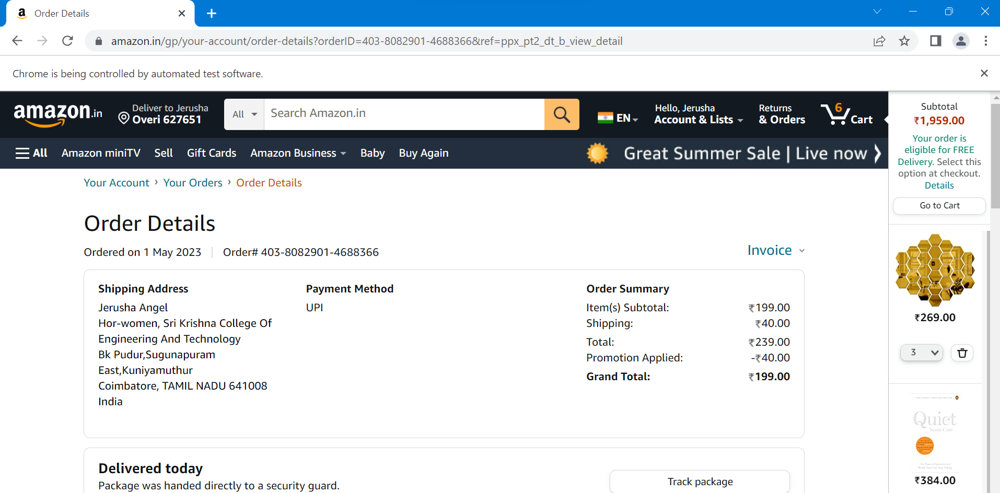 Order Details
amazon.in/gp/your-account/order-details?orderID=403-8082901-4688366&ref=ppx_pt2_dt_b_view_detail
Chrome is being controlled by automated test software.
amazon.in
Deliver to Jerusha
Overi 627651
All
Search Amazon.in
EN
Hello, Jerusha
Account & Lists
Returns
& Orders
6
Cart
All
Amazon miniTV
Sell
Gift Cards
Amazon Business
Baby
Buy Again
Great Summer Sale | Live now
Subtotal
₹1,959.00
Your order is
eligible for FREE
Delivery. Select this
option at checkout.
Details
Go to Cart
₹269.00
3
Quiet
Susan Cain
₹384.00
Your Account › Your Orders › Order Details
Order Details
Ordered on 1 May 2023
Order# 403-8082901-4688366
Invoice
Shipping Address
Jerusha Angel
Hor-women, Sri Krishna College Of
Engineering And Technology
Bk Pudur,Sugunapuram
East,Kuniyamuthur
Coimbatore, TAMIL NADU 641008
India
Payment Method
UPI
Order Summary
Item(s) Subtotal: ₹199.00
Shipping: ₹40.00
Total: ₹239.00
Promotion Applied: -₹40.00
Grand Total: ₹199.00
Delivered today
Package was handed directly to a security guard.
Track package